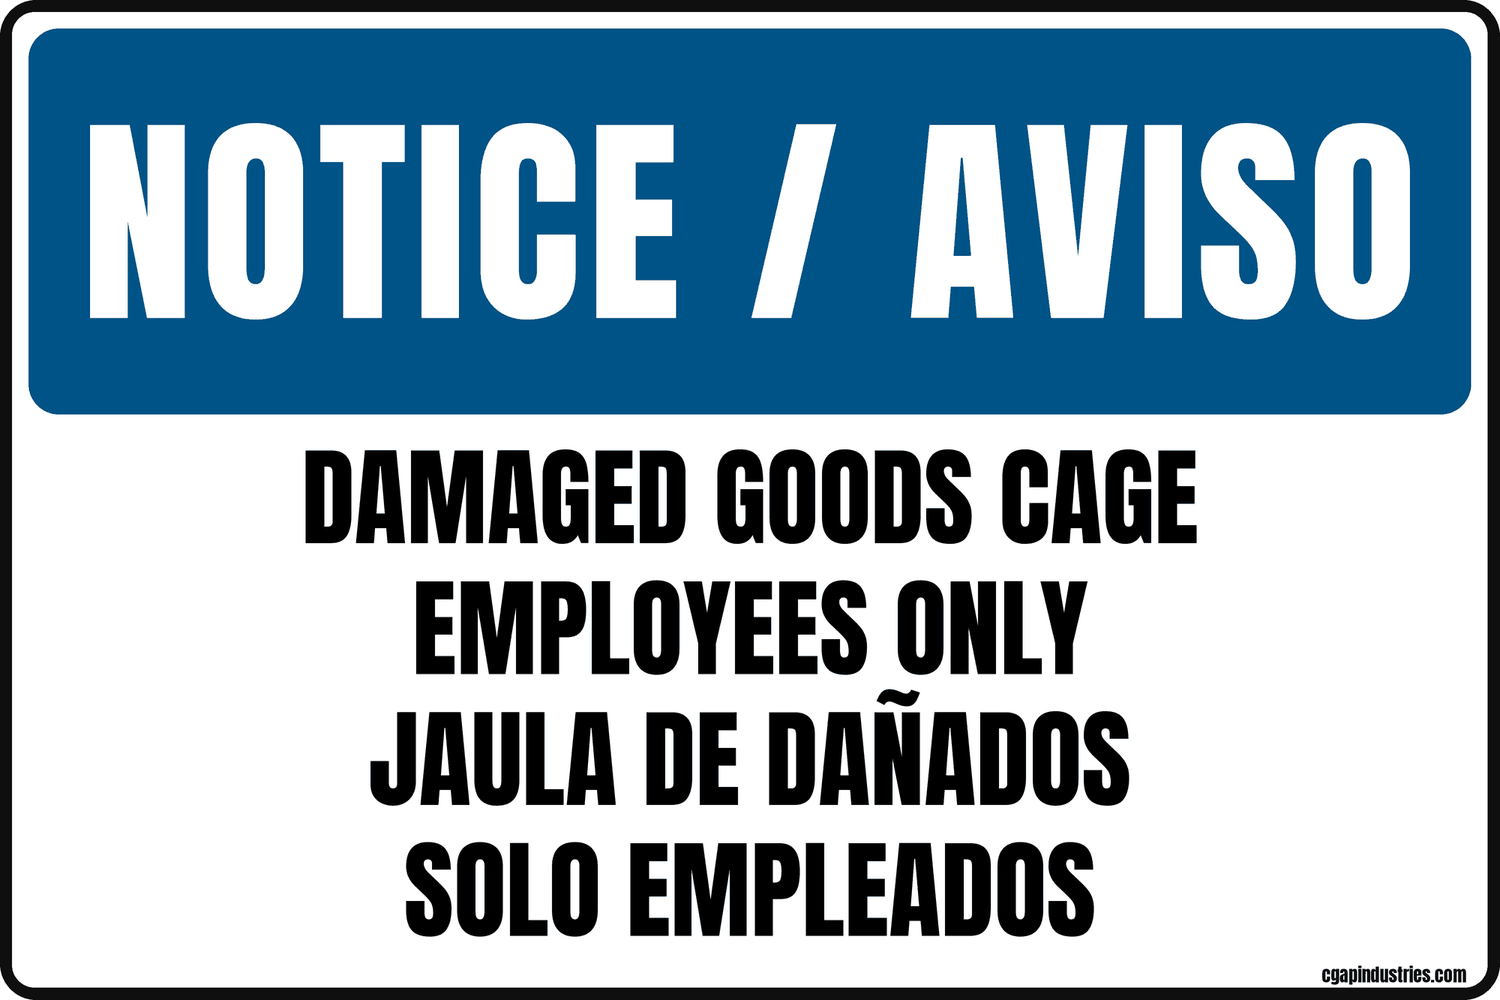 NOTICE / AVISO
DAMAGED GOODS CAGE
EMPLOYEES ONLY
JAULA DE DAÑADOS
SOLO EMPLEADOS
cgapindustries.com